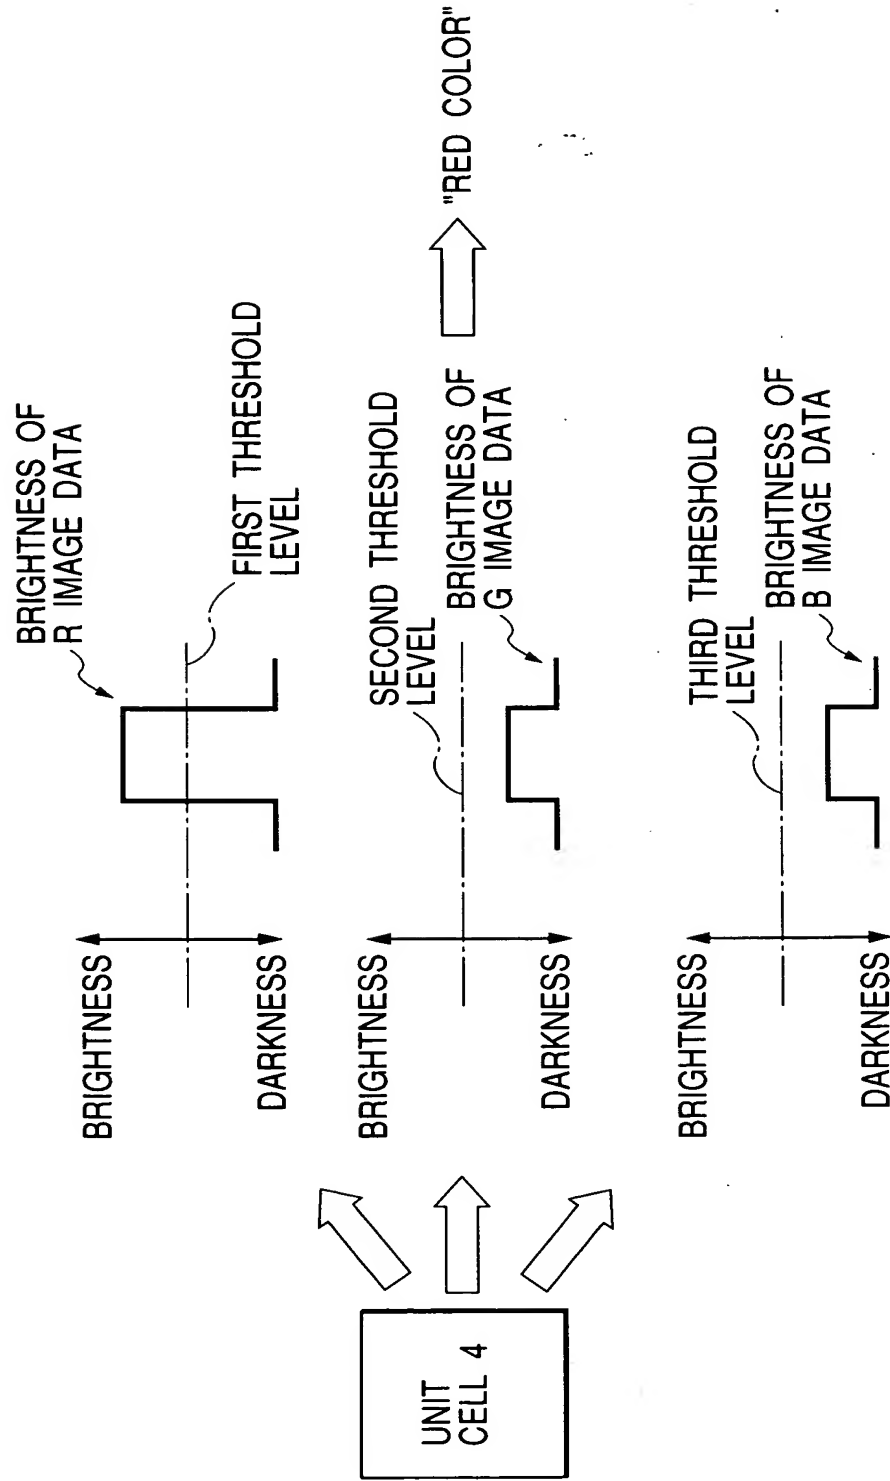 UNIT
CELL 4
BRIGHTNESS
DARKNESS
BRIGHTNESS OF
R IMAGE DATA
FIRST THRESHOLD
LEVEL
BRIGHTNESS
DARKNESS
SECOND THRESHOLD
LEVEL
BRIGHTNESS OF
G IMAGE DATA
BRIGHTNESS
DARKNESS
THIRD THRESHOLD
LEVEL
BRIGHTNESS OF
B IMAGE DATA
"RED COLOR"